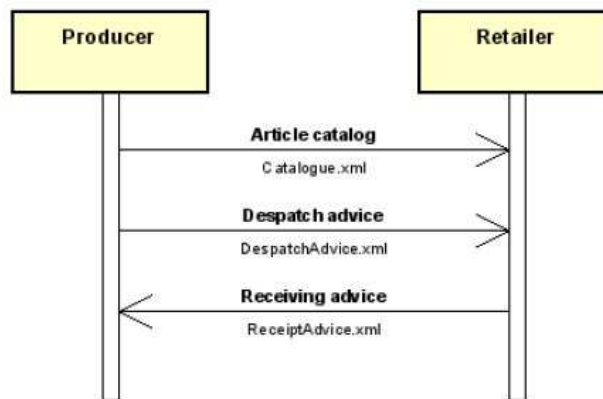 Producer
Retailer
Article catalog
Catalogue.xml
Despatch advice
DespatchAdvice.xml
Receiving advice
ReceiptAdvice.xml